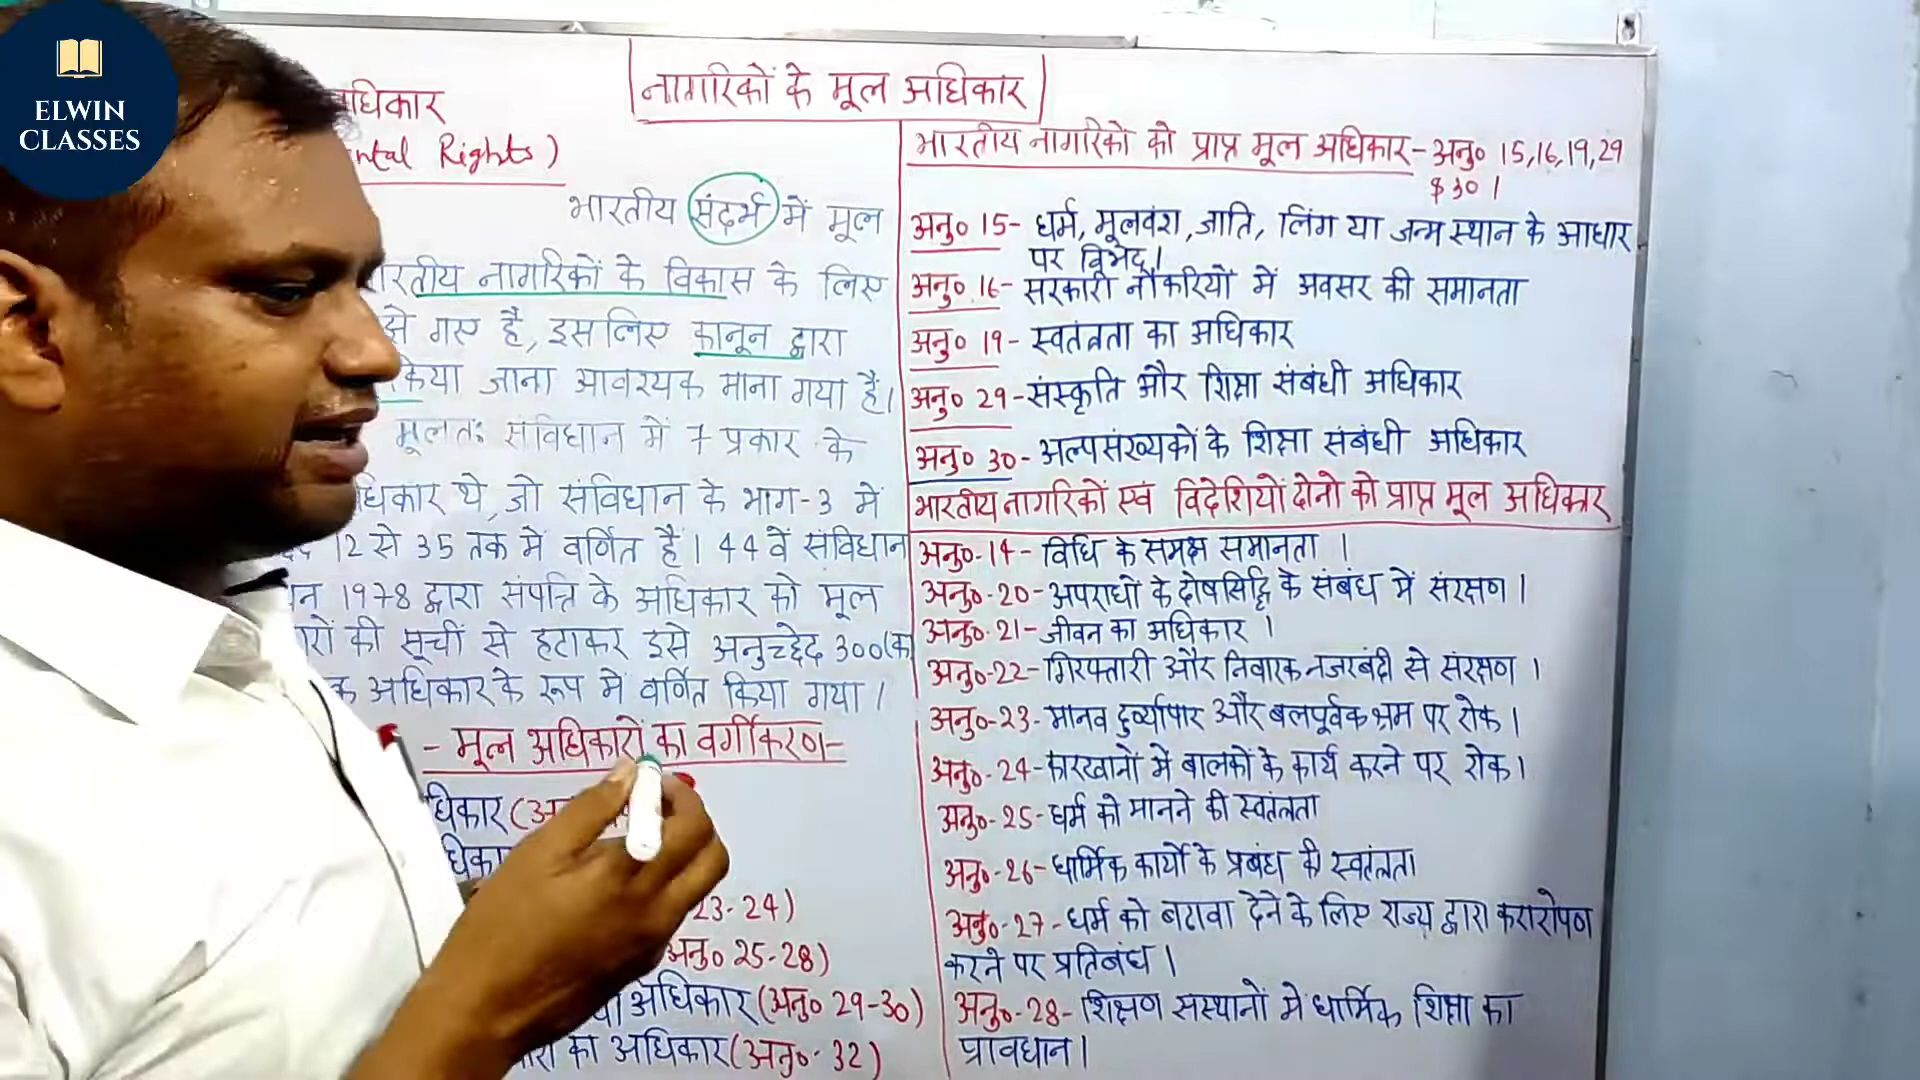 ELWIN
CLASSES
नागरिकों के मूल अधिकार
धिकार
ntal Rights)
भारतीय संदर्भ में मूल
भारतीय नागरिकों के विकास के लिए
गए है, इसलिए कानून द्वारा
किया जाना आवश्यक माना गया है।
मूलतः संविधान में 7 प्रकार के
धिकार थे, जो संविधान के भाग-3 में
12 से 35 तक में वर्णित है। 44 वें संविधान
न 1978 द्वारा संपत्ति के अधिकार को मूल
रों की सूचीं से हटाकर इसे अनुच्छेद 300(क
क अधिकार के रूप में वर्णित किया गया।
- मूल अधिकारों का वर्गीकरण-
धिकार (अ
धिका
23-24)
अनु० 25-28)
अधिकार (अनु० 29-30)
का अधिकार (अनु०- 32)
भारतीय नागरिकों को प्राप्त मूल अधिकार- अनु० 15,16,19,29
$ 30।
अनु० 15- धर्म, मूलवंश, जाति, लिंग या जन्म स्थान के आधार
पर विभेद।
अनु० 16- सरकारी नौकरियों में अवसर की समानता
अनु० 19- स्वतंत्रता का अधिकार
अनु० 29- संस्कृति और शिक्षा संबंधी अधिकार
अनु० 30- अल्पसंख्यकों के शिक्षा संबंधी अधिकार
भारतीय नागरिकों एवं विदेशियों दोनो को प्राप्त मूल अधिकार
अनु०-14- विधि के समक्ष समानता ।
अनु०-20- अपराधों के दोषसिद्धि के संबंध में संरक्षण ।
अनु०-21- जीवन का अधिकार ।
अनु०-22- गिरफ्तारी और निवारक नजरबंदी से संरक्षण ।
अनु०-23- मानव दुर्व्यापार और बलपूर्वक श्रम पर रोक ।
अनु०-24- कारखानों में बालकों के कार्य करने पर रोक ।
अनु०-25- धर्म को मानने की स्वतंत्रता
अनु०-26- धार्मिक कार्यों के प्रबंध की स्वतंत्रता
अनु०-27- धर्म को बढावा देने के लिए राज्य द्वारा करारोपण
करने पर प्रतिबंध ।
अनु०-28- शिक्षण संस्थानों में धार्मिक शिक्षा का
प्रावधान।